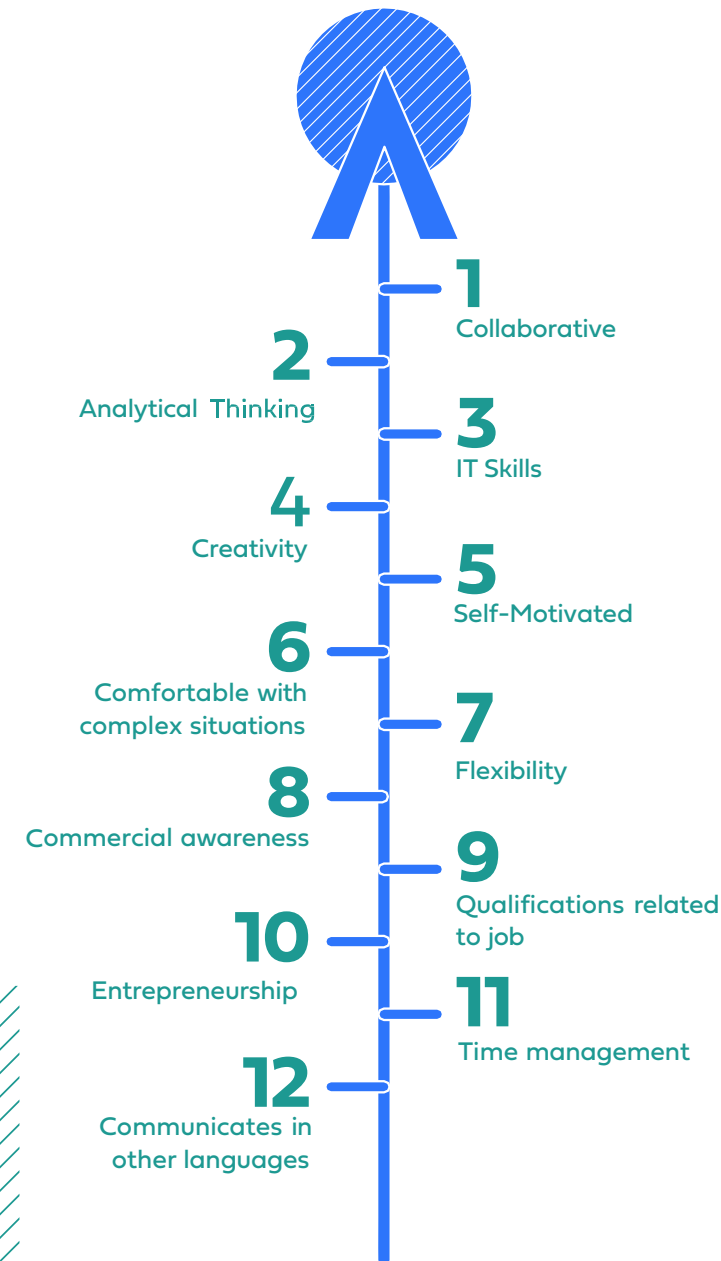 1
Collaborative
2
Analytical Thinking
3
IT Skills
4
Creativity
5
Self-Motivated
6
Comfortable with
complex situations
7
Flexibility
8
Commercial awareness
9
Qualifications related
to job
10
Entrepreneurship
11
Time management
12
Communicates in
other languages